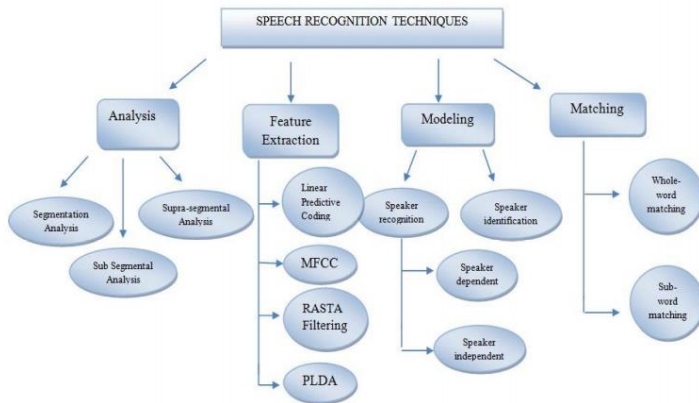 SPEECH RECOGNITION TECHNIQUES
Analysis
Feature
Extraction
Modeling
Matching
Segmentation
Analysis
Sub Segmental
Analysis
Supra-segmental
Analysis
Linear
Predictive
Coding
MFCC
RASTA
Filtering
PLDA
Speaker
recognition
Speaker
identification
Speaker
dependent
Speaker
independent
Whole-
word
matching
Sub-
word
matching